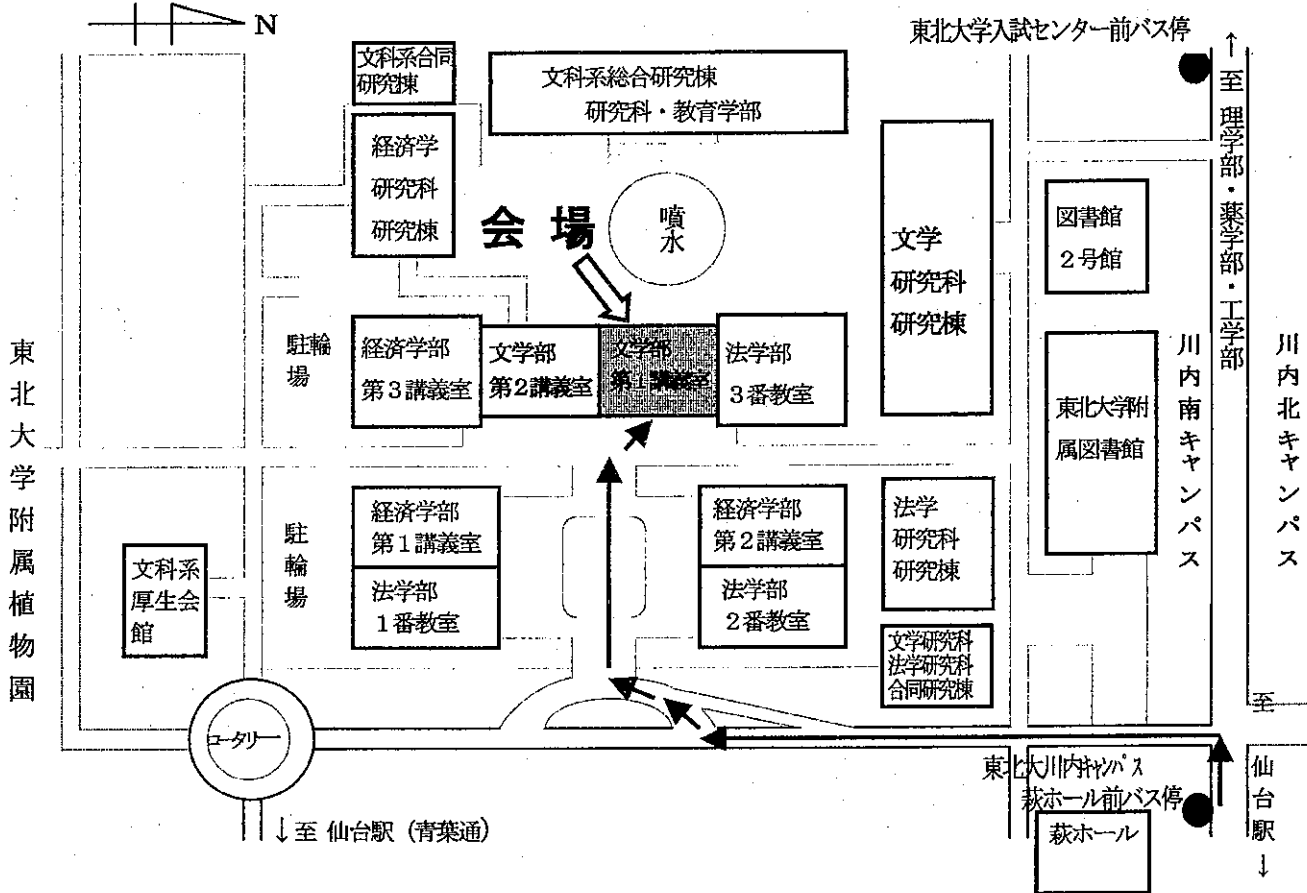 N
東北大学入試センター前バス停
文科系合同
研究棟
文科系総合研究棟
研究科・教育学部
↑至 理学部・薬学部・工学部
経済学
研究科
研究棟
会場
噴水
文学
研究科
研究棟
図書館
2号館
東北大学附属植物園
駐輪
場
経済学部
第3講義室
文学部
第2講義室
文学部
第1講義室
法学部
3番教室
東北大学附
属図書館
川内南キャンパス
川内北キャンパス
文科系
厚生会
館
駐輪場
経済学部
第1講義室
法学部
1番教室
経済学部
第2講義室
法学部
2番教室
法学
研究科
研究棟
文学研究科
法学研究科
合同研究棟
ロータリー
↓至 仙台駅（青葉通）
東北大川内キャンパス
萩ホール前バス停
萩ホール
至 仙台駅↓